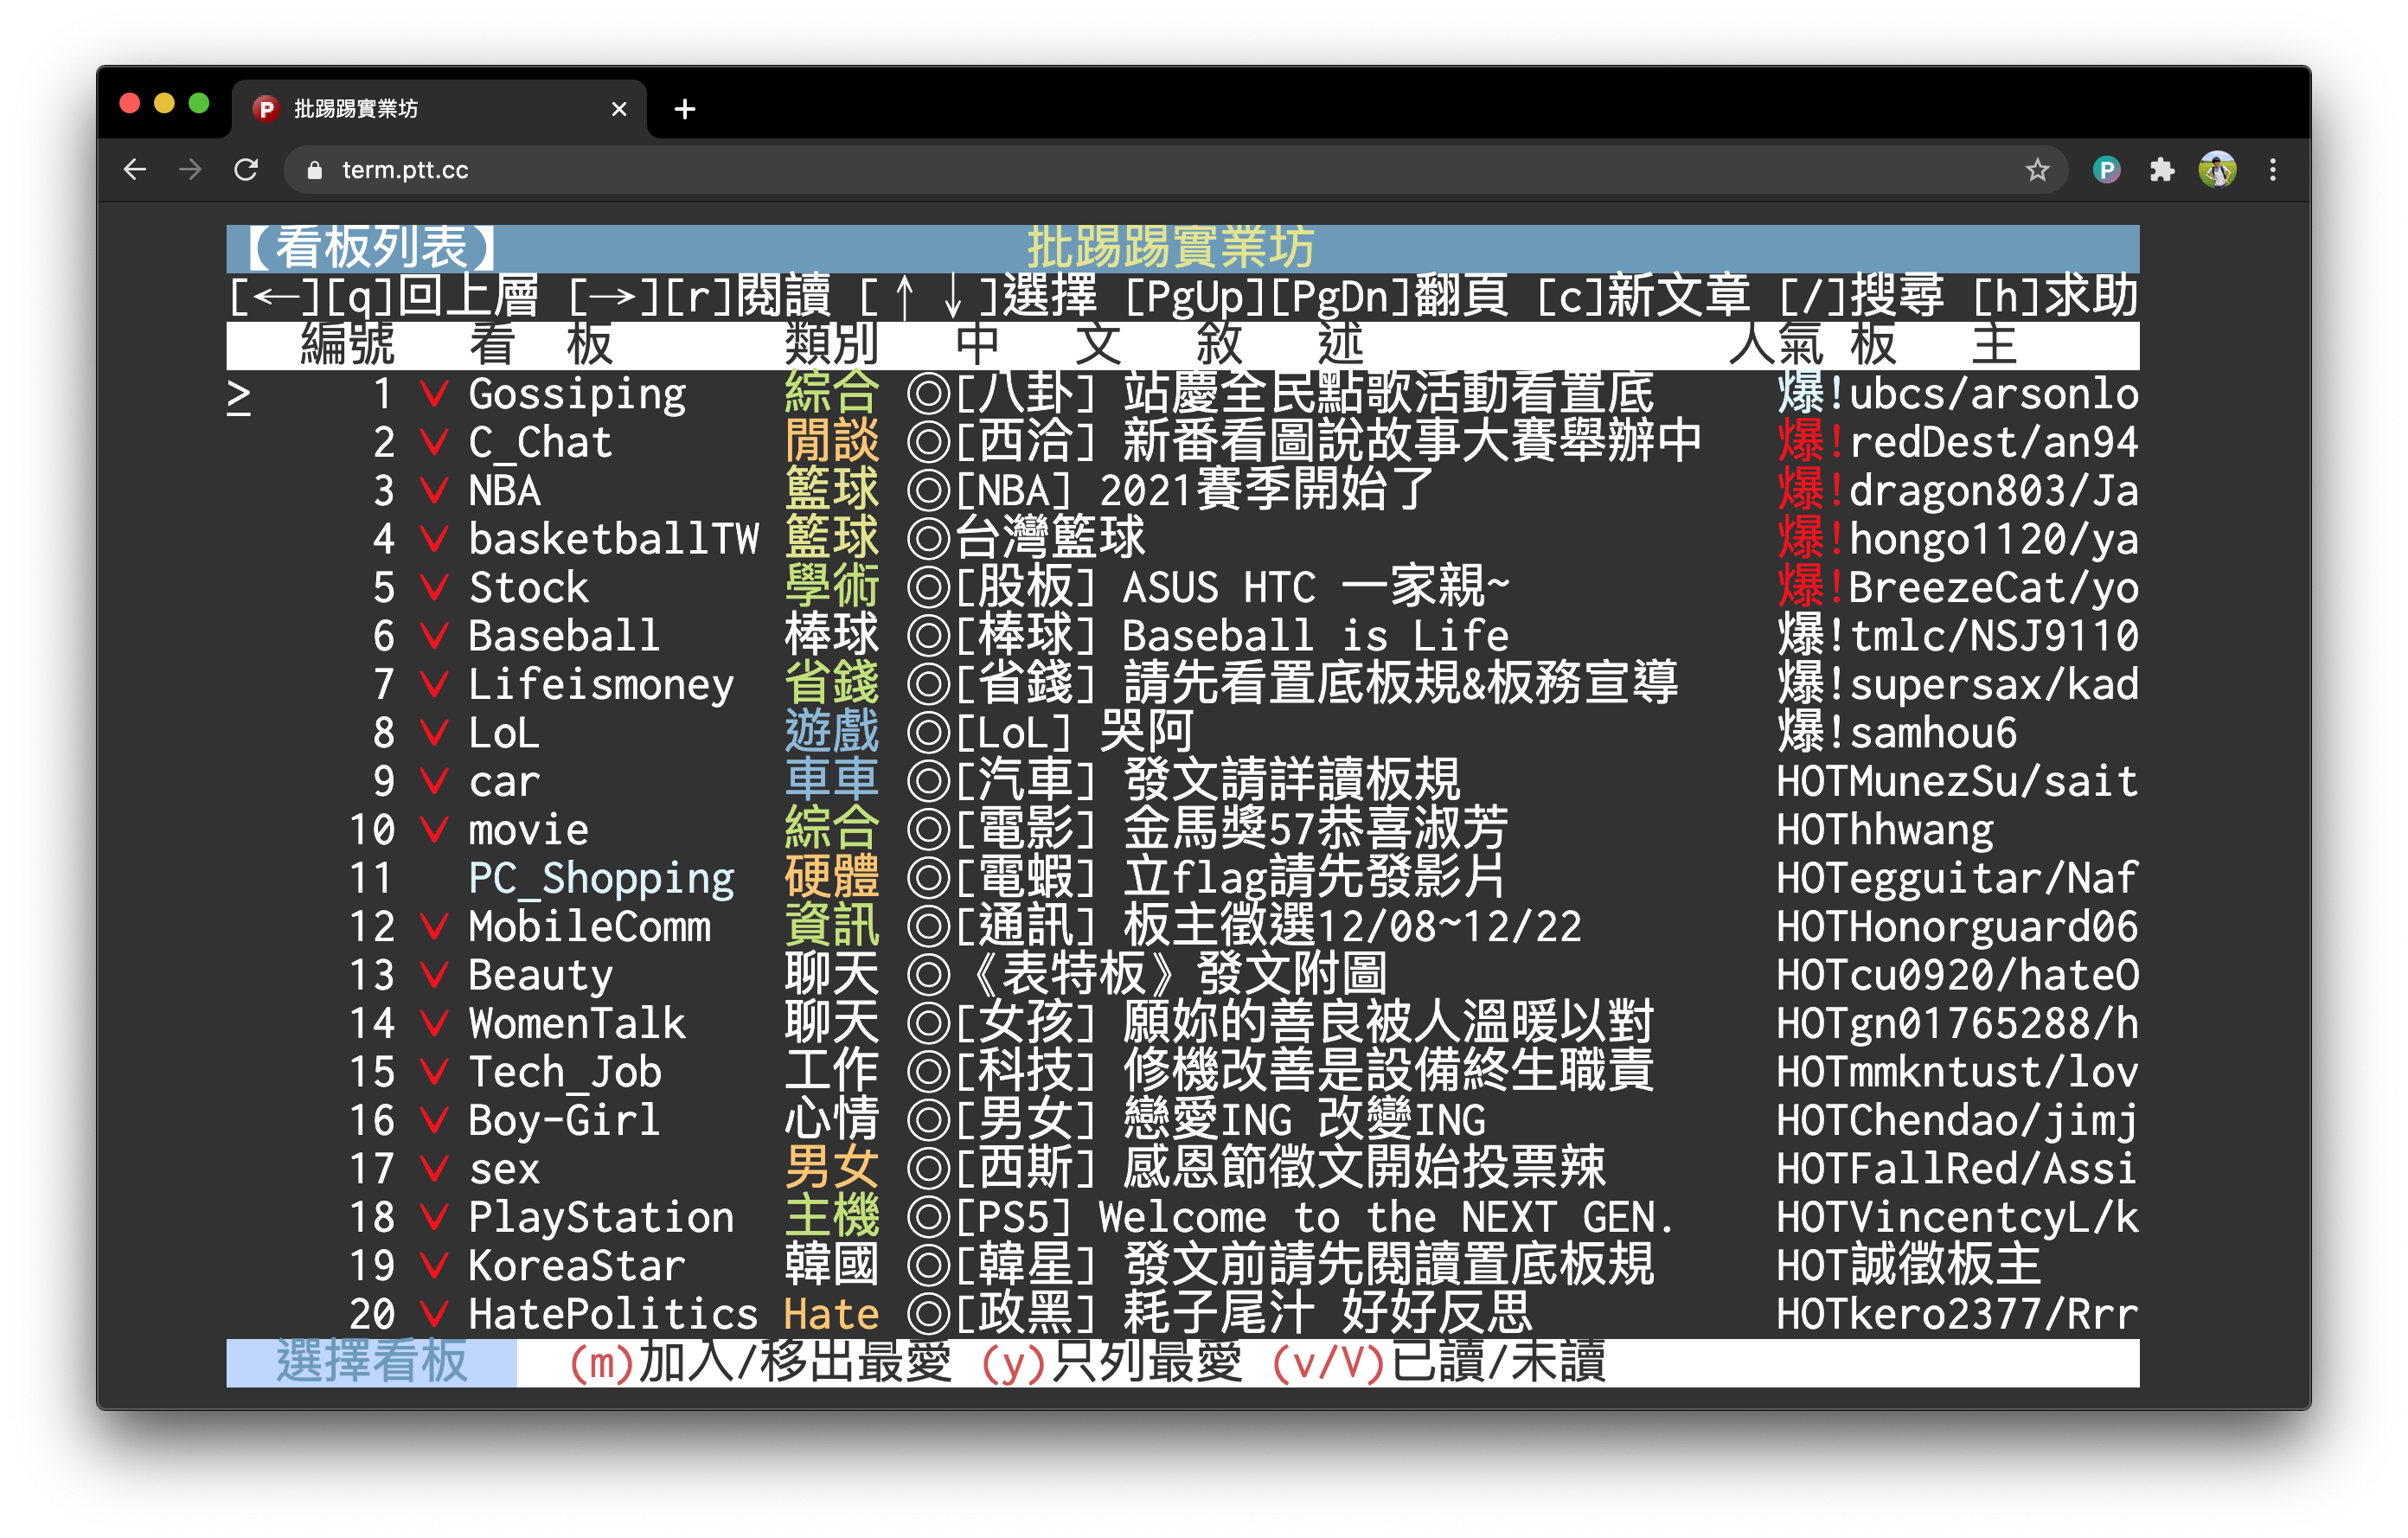 批踢踢實業坊
term.ptt.cc
【看板列表】 批踢踢實業坊
[←][q]回上層 [→][r]閱讀 [↑↓]選擇 [PgUp][PgDn]翻頁 [c]新文章 [/]搜尋 [h]求助
編號 看 板 類別 中 文 敘 述 人氣 板 主
> 1 ˇ Gossiping 綜合 ◎[八卦] 站慶全民點歌活動看置底 爆!ubcs/arsonlo
2 ˇ C_Chat 閒談 ◎[西洽] 新番看圖說故事大賽舉辦中 爆!redDest/an94
3 ˇ NBA 籃球 ◎[NBA] 2021賽季開始了 爆!dragon803/Ja
4 ˇ basketballTW 籃球 ◎台灣籃球 爆!hongo1120/ya
5 ˇ Stock 學術 ◎[股板] ASUS HTC 一家親~ 爆!BreezeCat/yo
6 ˇ Baseball 棒球 ◎[棒球] Baseball is Life 爆!tmlc/NSJ9110
7 ˇ Lifeismoney 省錢 ◎[省錢] 請先看置底板規&板務宣導 爆!supersax/kad
8 ˇ LoL 遊戲 ◎[LoL] 哭阿 爆!samhou6
9 ˇ car 車車 ◎[汽車] 發文請詳讀板規 HOTMunezSu/sait
10 ˇ movie 綜合 ◎[電影] 金馬獎57恭喜淑芳 HOThhwang
11 PC_Shopping 硬體 ◎[電蝦] 立flag請先發影片 HOTegguitar/Naf
12 ˇ MobileComm 資訊 ◎[通訊] 板主徵選12/08~12/22 HOTHonorguard06
13 ˇ Beauty 聊天 ◎《表特板》發文附圖 HOTcu0920/hateO
14 ˇ WomenTalk 聊天 ◎[女孩] 願妳的善良被人溫暖以對 HOTgn01765288/h
15 ˇ Tech_Job 工作 ◎[科技] 修機改善是設備終生職責 HOTmmkntust/lov
16 ˇ Boy-Girl 心情 ◎[男女] 戀愛ING 改變ING HOTChendao/jimj
17 ˇ sex 男女 ◎[西斯] 感恩節徵文開始投票辣 HOTFallRed/Assi
18 ˇ PlayStation 主機 ◎[PS5] Welcome to the NEXT GEN. HOTVincentcyL/k
19 ˇ KoreaStar 韓國 ◎[韓星] 發文前請先閱讀置底板規 HOT誠徵板主
20 ˇ HatePolitics Hate ◎[政黑] 耗子尾汁 好好反思 HOTkero2377/Rrr
選擇看板 (m)加入/移出最愛 (y)只列最愛 (v/V)已讀/未讀